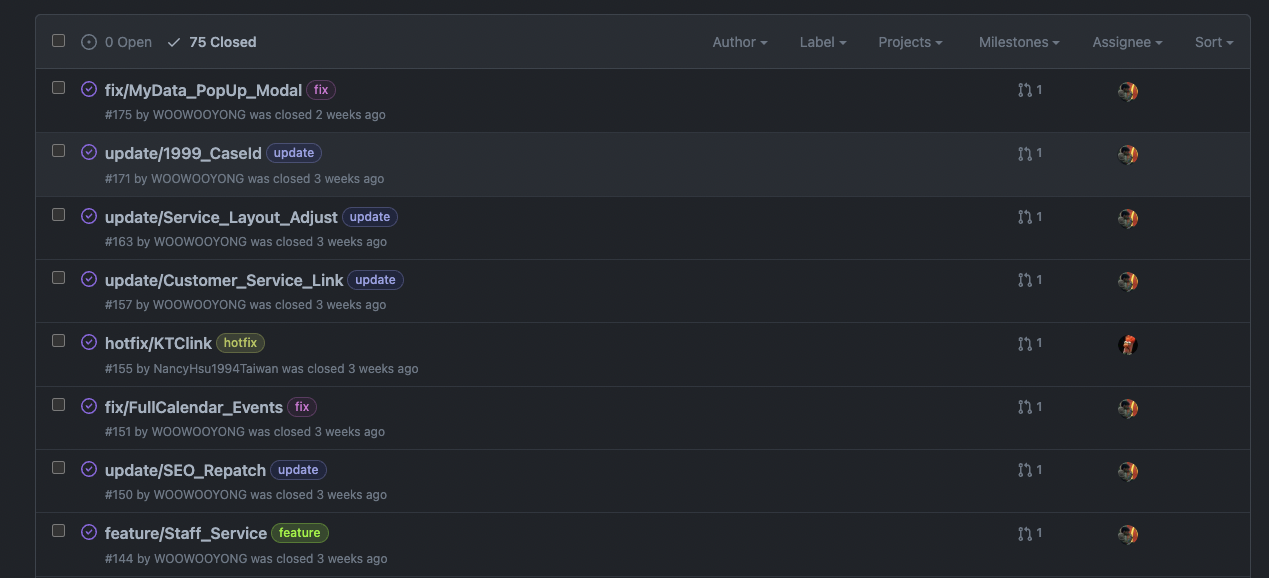 0 Open 75 Closed Author Label Projects Milestones Assignee Sort
fix/MyData_PopUp_Modal fix 1
#175 by WOOWOOYONG was closed 2 weeks ago
update/1999_CaseId update 1
#171 by WOOWOOYONG was closed 3 weeks ago
update/Service_Layout_Adjust update 1
#163 by WOOWOOYONG was closed 3 weeks ago
update/Customer_Service_Link update 1
#157 by WOOWOOYONG was closed 3 weeks ago
hotfix/KTClink hotfix 1
#155 by NancyHsu1994Taiwan was closed 3 weeks ago
fix/FullCalendar_Events fix 1
#151 by WOOWOOYONG was closed 3 weeks ago
update/SEO_Repatch update 1
#150 by WOOWOOYONG was closed 3 weeks ago
feature/Staff_Service feature 1
#144 by WOOWOOYONG was closed 3 weeks ago